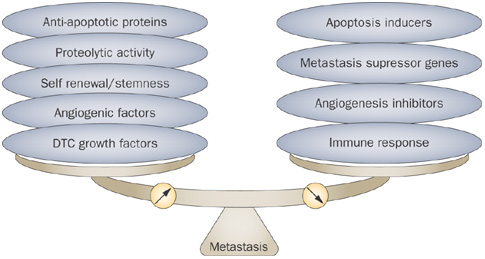 Anti-apoptotic proteins
Proteolytic activity
Self renewal/stemness
Angiogenic factors
DTC growth factors
Apoptosis inducers
Metastasis supressor genes
Angiogenesis inhibitors
Immune response
Metastasis